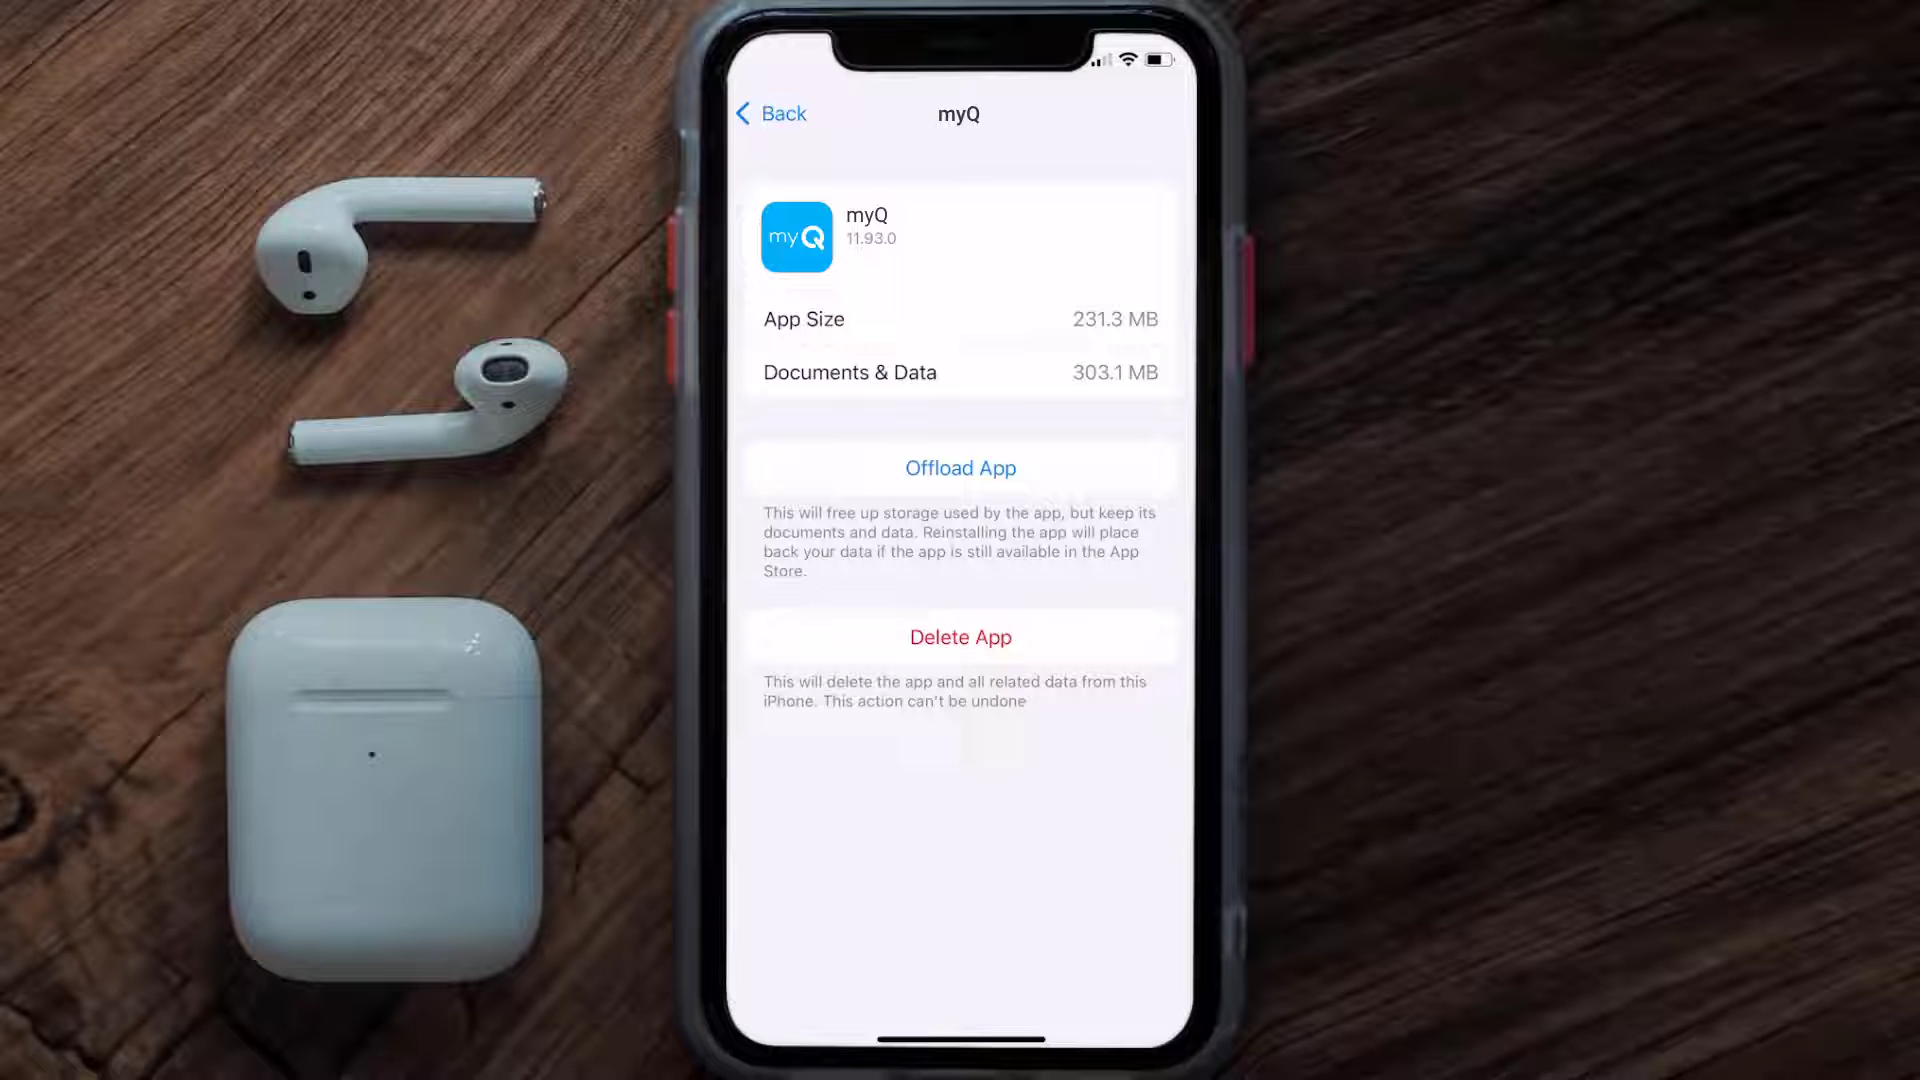 Back
myQ
myQ
myQ
11.93.0
App Size
231.3 MB
Documents & Data
303.1 MB
Offload App
This will free up storage used by the app, but keep its
documents and data. Reinstalling the app will place
back your data if the app is still available in the App
Store.
Delete App
This will delete the app and all related data from this
iPhone. This action can't be undone